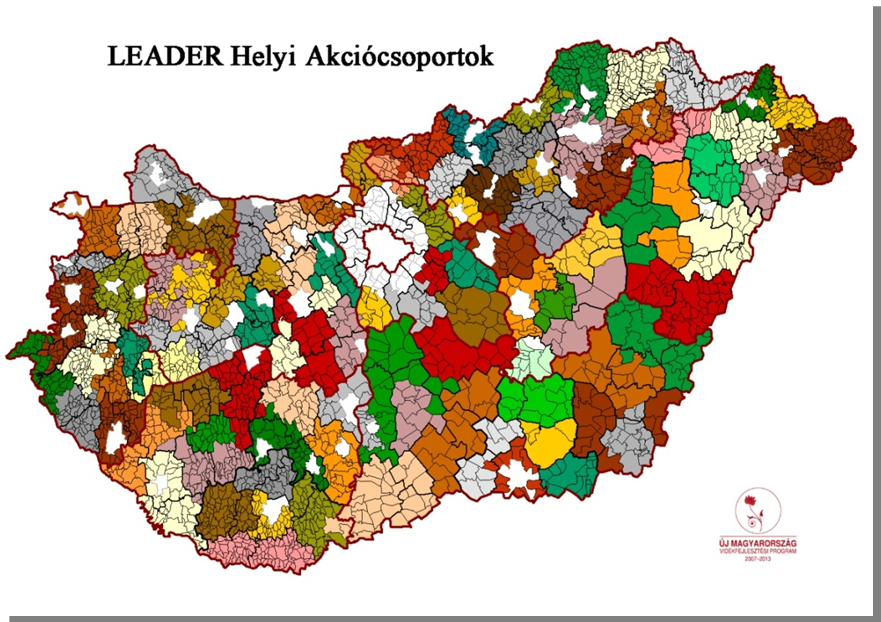 LEADER Helyi Akciócsoportok
ÚJ MAGYARORSZÁG
VIDÉKFEJLESZTÉSI PROGRAM
2007–2013